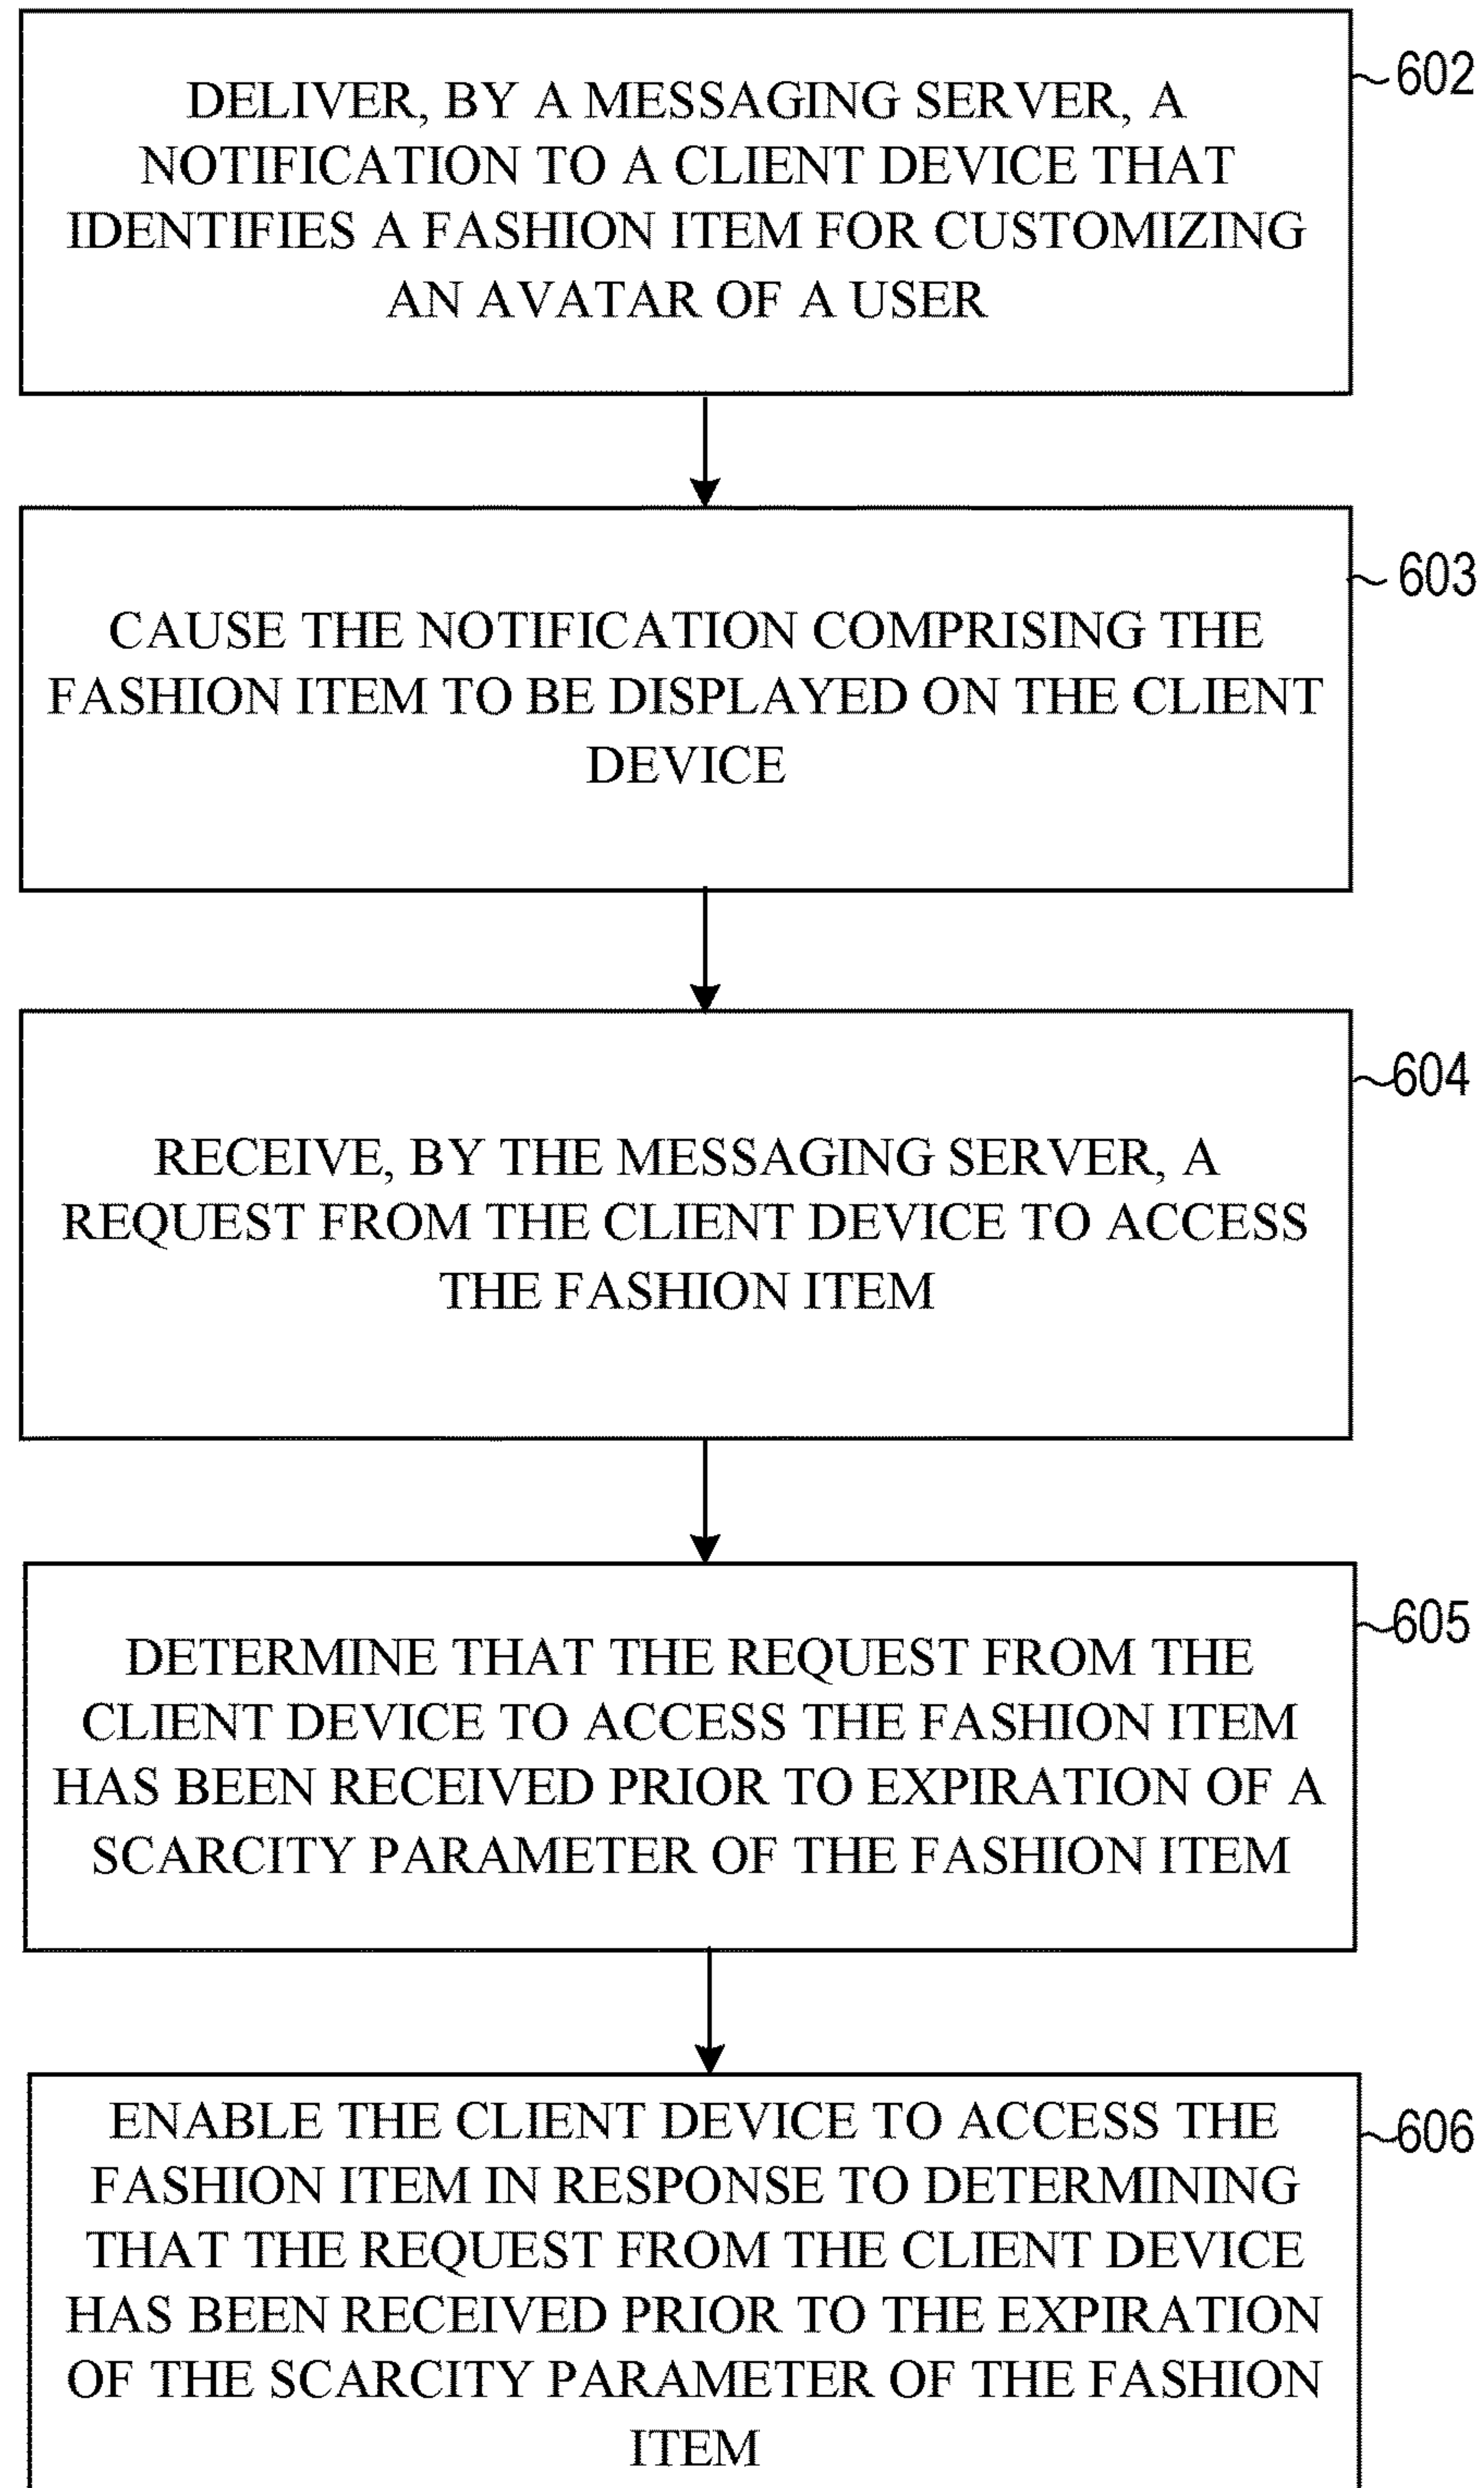 DELIVER, BY A MESSAGING SERVER, A
NOTIFICATION TO A CLIENT DEVICE THAT
IDENTIFIES A FASHION ITEM FOR CUSTOMIZING
AN AVATAR OF A USER
602
CAUSE THE NOTIFICATION COMPRISING THE
FASHION ITEM TO BE DISPLAYED ON THE CLIENT
DEVICE
603
RECEIVE, BY THE MESSAGING SERVER, A
REQUEST FROM THE CLIENT DEVICE TO ACCESS
THE FASHION ITEM
604
DETERMINE THAT THE REQUEST FROM THE
CLIENT DEVICE TO ACCESS THE FASHION ITEM
HAS BEEN RECEIVED PRIOR TO EXPIRATION OF A
SCARCITY PARAMETER OF THE FASHION ITEM
605
ENABLE THE CLIENT DEVICE TO ACCESS THE
FASHION ITEM IN RESPONSE TO DETERMINING
THAT THE REQUEST FROM THE CLIENT DEVICE
HAS BEEN RECEIVED PRIOR TO THE EXPIRATION
OF THE SCARCITY PARAMETER OF THE FASHION
ITEM
606